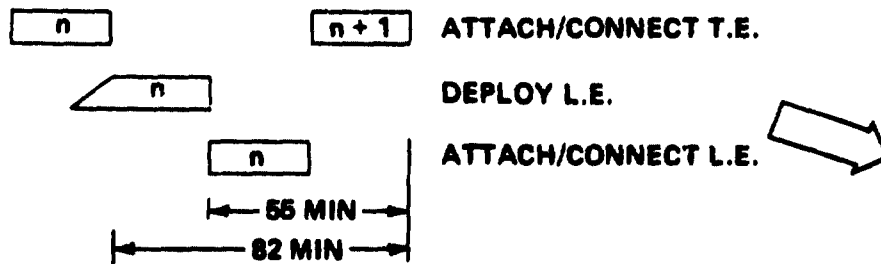 n n + 1 ATTACH/CONNECT T.E.
n DEPLOY L.E.
n ATTACH/CONNECT L.E.
55 MIN
82 MIN